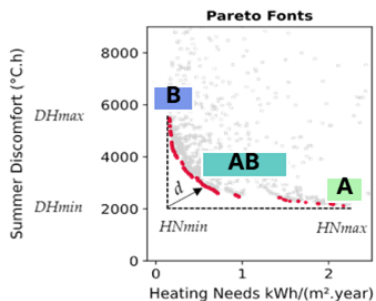 Pareto Fonts
Summer Disconfort (°C.h)
8000
6000
4000
2000
0
DHmax
DHmin
B
AB
A
d
HNmin
HNmax
0
1
2
Heating Needs kWh/(m².year)